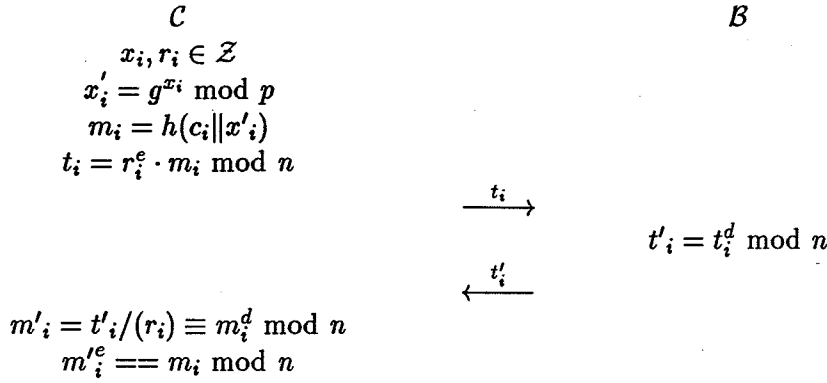 𝒞 ℬ
x_i, r_i ∈ 𝒵
x'_i = g^{x_i} mod p
m_i = h(c_i||x'_i)
t_i = r_i^e · m_i mod n
t_i
⟶
t'_i = t_i^d mod n
t'_i
⟵
m'_i = t'_i/(r_i) ≡ m_i^d mod n
m'_i^e == m_i mod n